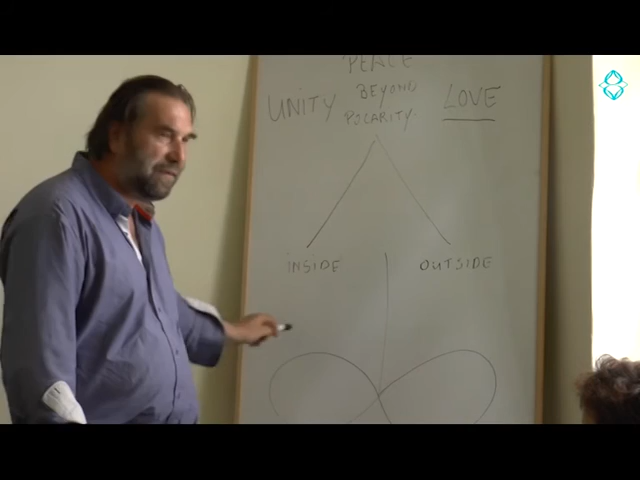 PEACE
UNITY BEYOND LOVE
POLARITY.
INSIDE OUTSIDE